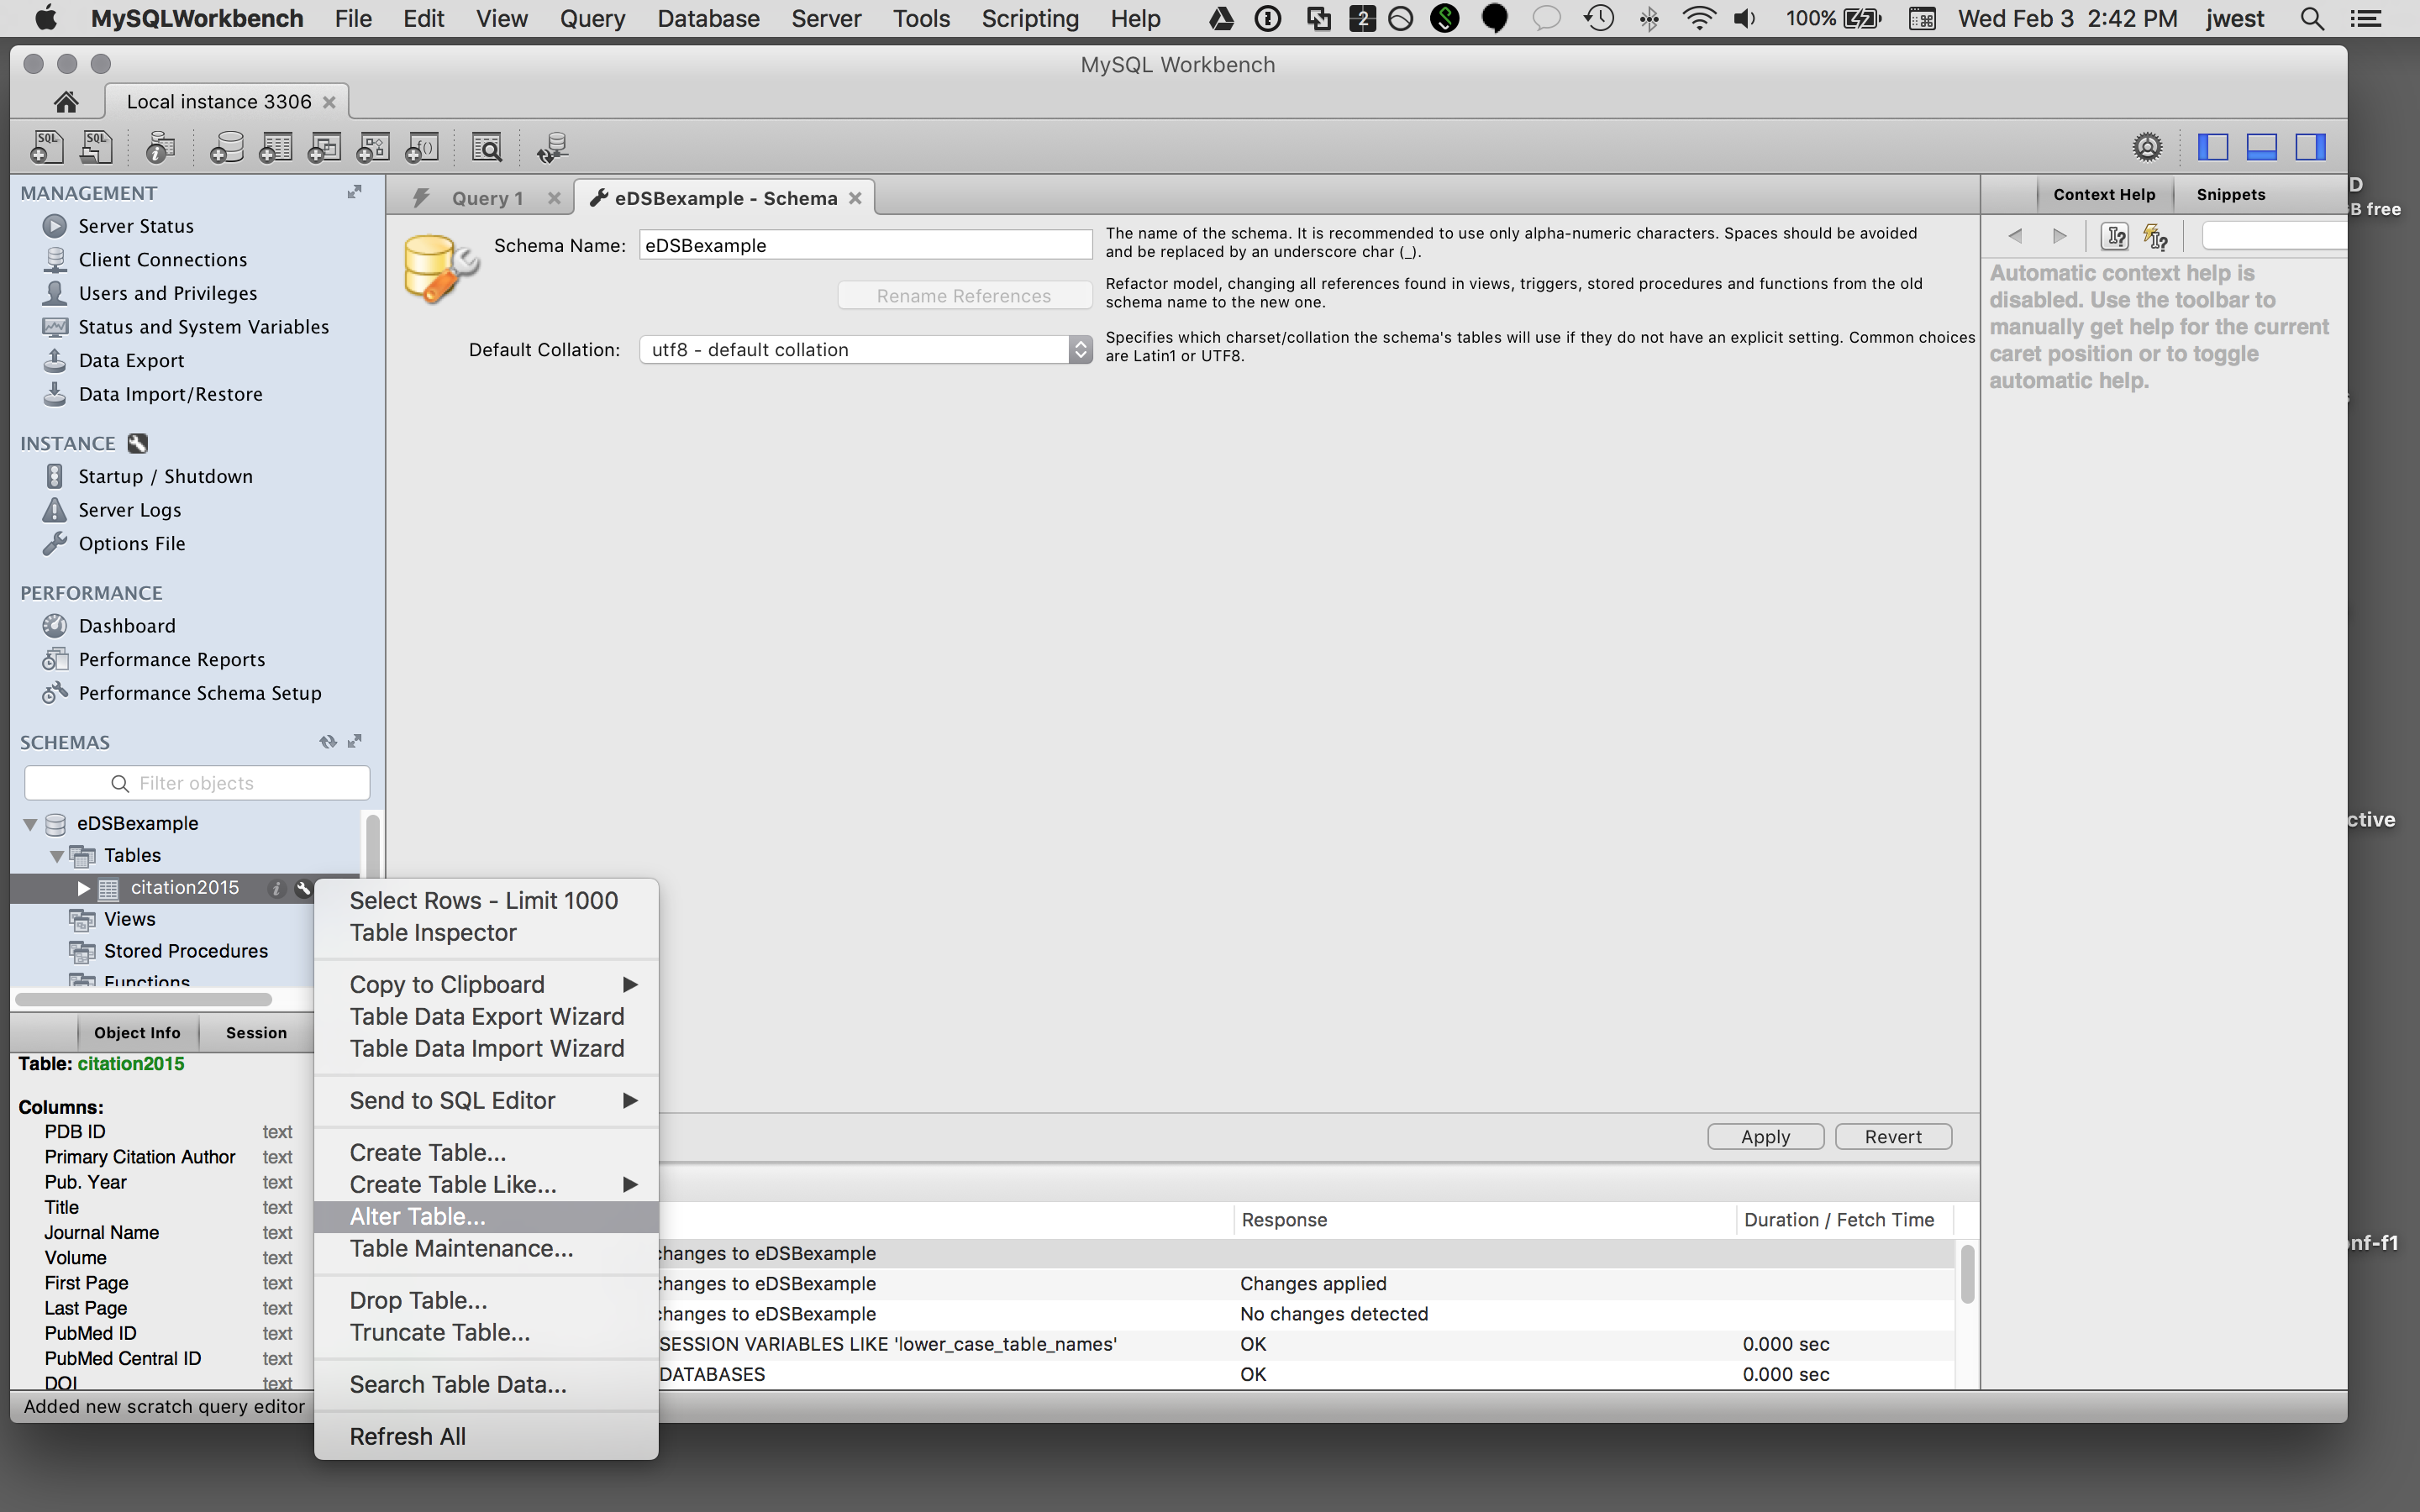 MySQLWorkbench File Edit View Query Database Server Tools Scripting Help 2 100% Wed Feb 3 2:42 PM jwest
MySQL Workbench
Local instance 3306
MANAGEMENT
Server Status
Client Connections
Users and Privileges
Status and System Variables
Data Export
Data Import/Restore
INSTANCE
Startup / Shutdown
Server Logs
Options File
PERFORMANCE
Dashboard
Performance Reports
Performance Schema Setup
SCHEMAS
Filter objects
eDSBexample
Tables
citation2015
Views
Stored Procedures
Functions
Object Info Session
Table: citation2015
Columns:
PDB ID text
Primary Citation Author text
Pub. Year text
Title text
Journal Name text
Volume text
First Page text
Last Page text
PubMed ID text
PubMed Central ID text
DOI text
Added new scratch query editor
Query 1
eDSBexample - Schema
Schema Name: eDSBexample
The name of the schema. It is recommended to use only alpha-numeric characters. Spaces should be avoided
and be replaced by an underscore char (_).
Rename References
Refactor model, changing all references found in views, triggers, stored procedures and functions from the old
schema name to the new one.
Default Collation: utf8 - default collation
Specifies which charset/collation the schema's tables will use if they do not have an explicit setting. Common choices
are Latin1 or UTF8.
Select Rows - Limit 1000
Table Inspector
Copy to Clipboard
Table Data Export Wizard
Table Data Import Wizard
Send to SQL Editor
Create Table...
Create Table Like...
Alter Table...
Table Maintenance...
Drop Table...
Truncate Table...
Search Table Data...
Refresh All
Apply Revert
Response Duration / Fetch Time
changes to eDSBexample
changes to eDSBexample Changes applied
changes to eDSBexample No changes detected
SESSION VARIABLES LIKE 'lower_case_table_names' OK 0.000 sec
DATABASES OK 0.000 sec
Context Help Snippets
Automatic context help is
disabled. Use the toolbar to
manually get help for the current
caret position or to toggle
automatic help.
D
B free
ctive
nf-f1